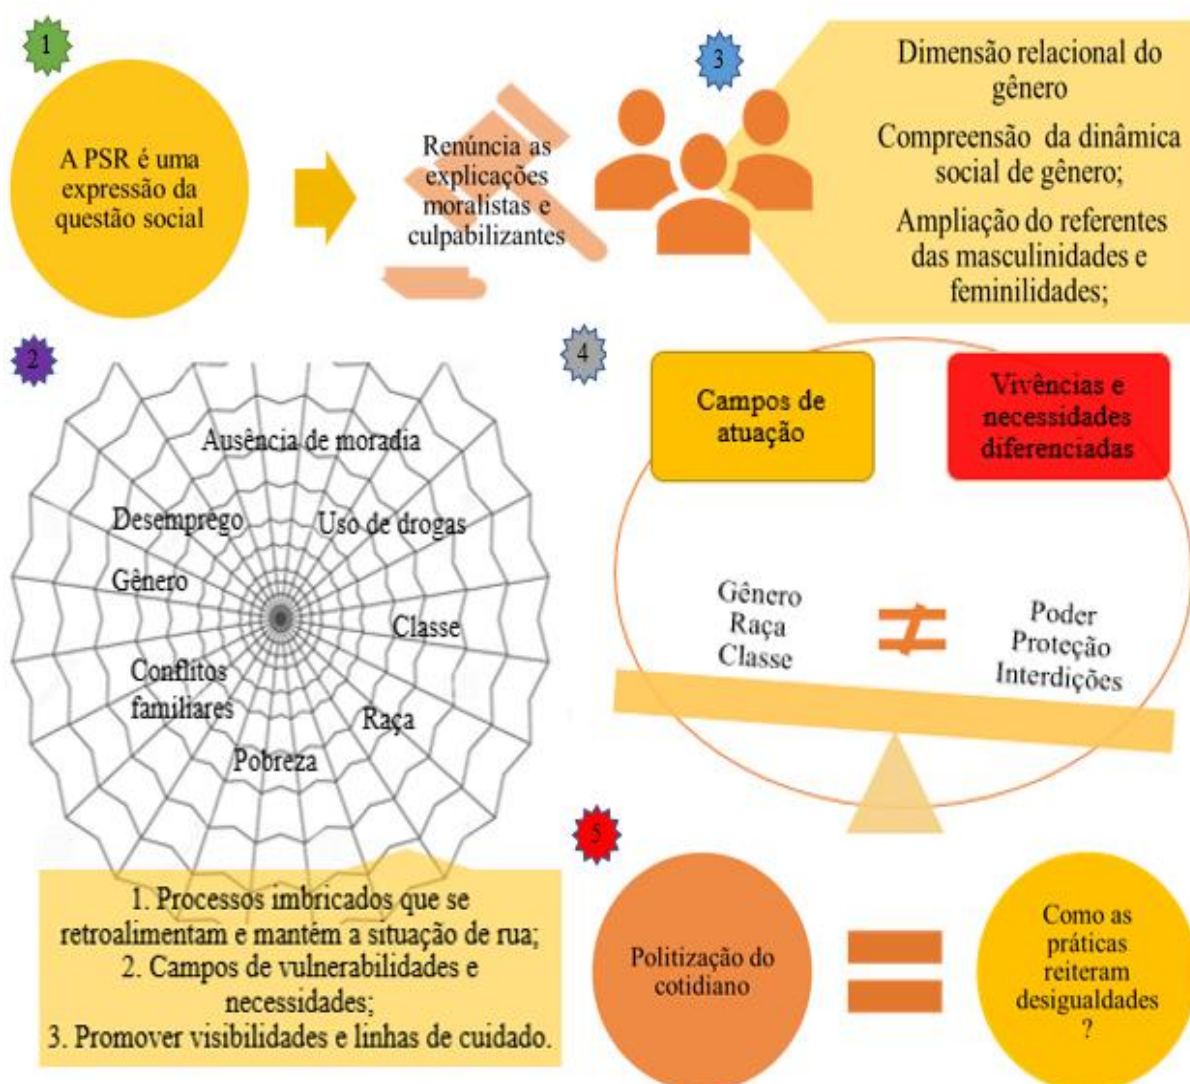 1
A PSR é uma
expressão da
questão social
Renúncia as
explicações
moralistas e
culpabilizantes
2
Ausência de moradia
Desemprego
Uso de drogas
Gênero
Classe
Conflitos
familiares
Raça
Pobreza
1. Processos imbricados que se
retroalimentam e mantém a situação de rua;
2. Campos de vulnerabilidades e
necessidades;
3. Promover visibilidades e linhas de cuidado.
3
Dimensão relacional do
gênero
Compreensão da dinâmica
social de gênero;
Ampliação do referentes
das masculinidades e
feminilidades;
4
Campos de
atuação
Vivências e
necessidades
diferenciadas
Gênero
Raça
Classe
≠
Poder
Proteção
Interdições
5
Politização do
cotidiano
=
Como as
práticas
reiteram
desigualdades
?